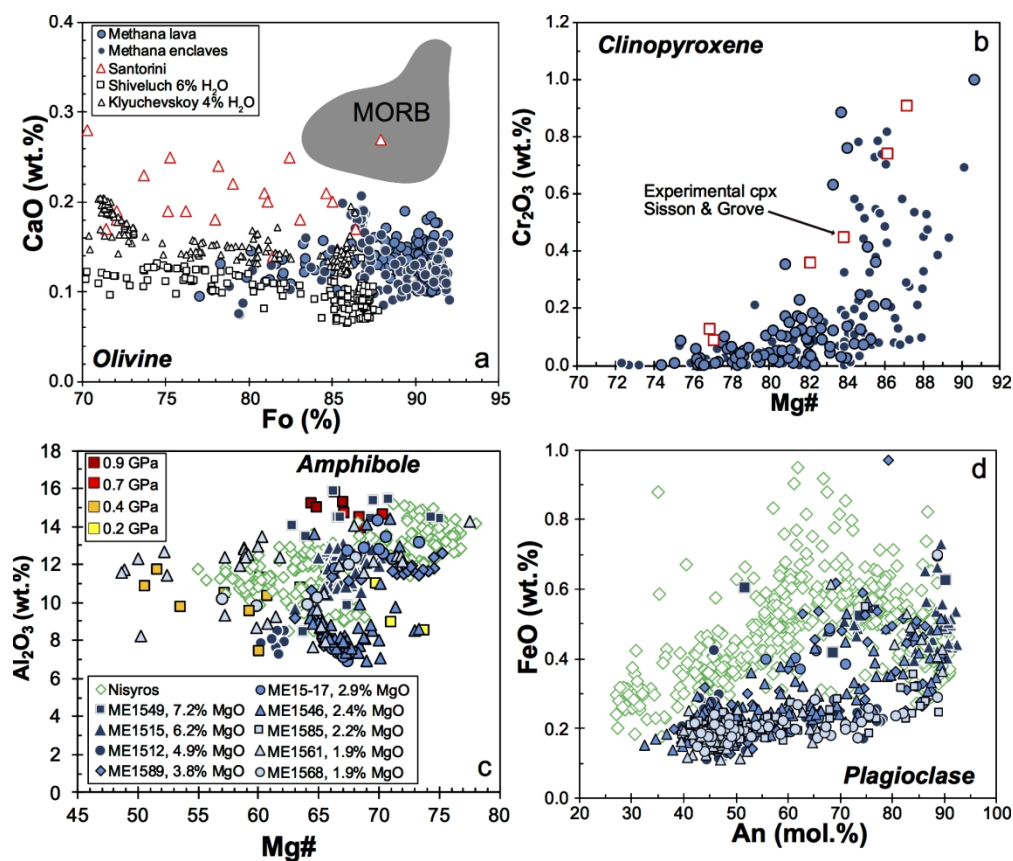 0.4
0.3
0.2
0.1
0.0
CaO (wt.%)
Methana lava
Methana enclaves
Santorini
Shiveluch 6% H₂O
Klyuchevskoy 4% H₂O
MORB
Olivine
a
70 75 80 85 90 95
Fo (%)
1.2
1.0
0.8
0.6
0.4
0.2
0.0
Cr₂O₃ (wt.%)
Clinopyroxene
b
Experimental cpx
Sisson & Grove
70 72 74 76 78 80 82 84 86 88 90 92
Mg#
18
16
14
12
10
8
6
4
2
0
Al₂O₃ (wt.%)
0.9 GPa
0.7 GPa
0.4 GPa
0.2 GPa
Amphibole
Nisyros
ME1549, 7.2% MgO
ME1515, 6.2% MgO
ME1512, 4.9% MgO
ME1589, 3.8% MgO
ME15-17, 2.9% MgO
ME1546, 2.4% MgO
ME1585, 2.2% MgO
ME1561, 1.9% MgO
ME1568, 1.9% MgO
c
45 50 55 60 65 70 75 80
Mg#
1.0
0.8
0.6
0.4
0.2
0.0
FeO (wt.%)
d
Plagioclase
20 30 40 50 60 70 80 90 100
An (mol.%)